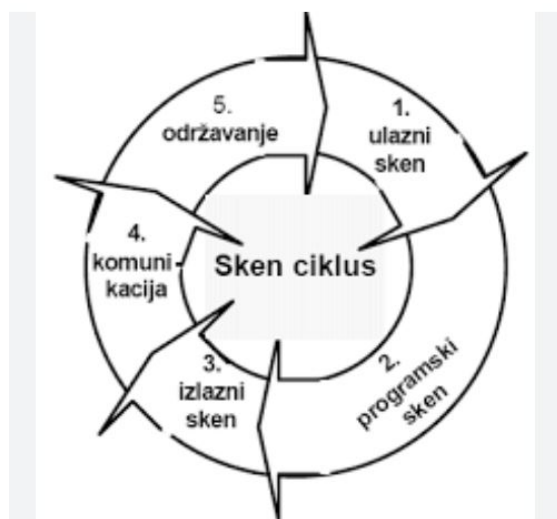 1.
ulazni
sken
2.
programski
sken
3.
izlazni
sken
4.
komuni-
kacija
5.
održavanje
Sken ciklus